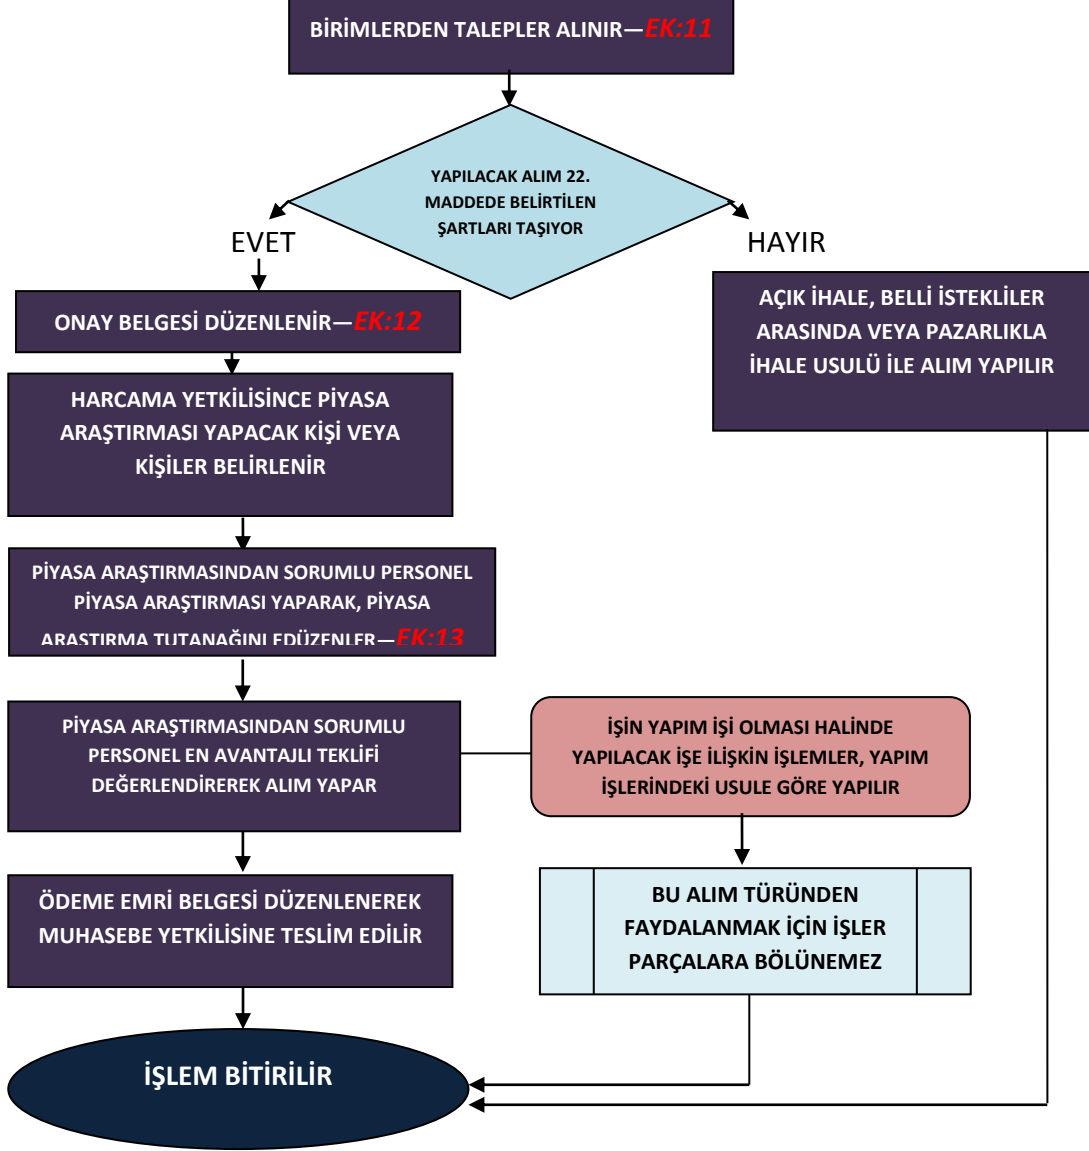 BİRİMLERDEN TALEPLER ALINIR—EK:11
YAPILACAK ALIM 22.
MADDEDE BELİRTİLEN
ŞARTLARI TAŞIYOR
EVET
HAYIR
ONAY BELGESİ DÜZENLENİR—EK:12
AÇIK İHALE, BELLİ İSTEKLİLER
ARASINDA VEYA PAZARLIKLA
İHALE USULÜ İLE ALIM YAPILIR
HARCAMA YETKİLİSİNCE PİYASA
ARAŞTIRMASI YAPACAK KİŞİ VEYA
KİŞİLER BELİRLENİR
PİYASA ARAŞTIRMASINDAN SORUMLU PERSONEL
PİYASA ARAŞTIRMASI YAPARAK, PİYASA
ARAŞTIRMA TUTANAĞINI EDÜZENLER—EK:13
PİYASA ARAŞTIRMASINDAN SORUMLU
PERSONEL EN AVANTAJLI TEKLİFİ
DEĞERLENDİREREK ALIM YAPAR
İŞİN YAPIM İŞİ OLMASI HALİNDE
YAPILACAK İŞE İLİŞKİN İŞLEMLER, YAPIM
İŞLERİNDEKİ USULE GÖRE YAPILIR
ÖDEME EMRİ BELGESİ DÜZENLENEREK
MUHASEBE YETKİLİSİNE TESLİM EDİLİR
BU ALIM TÜRÜNDEN
FAYDALANMAK İÇİN İŞLER
PARÇALARA BÖLÜNEMEZ
İŞLEM BİTİRİLİR